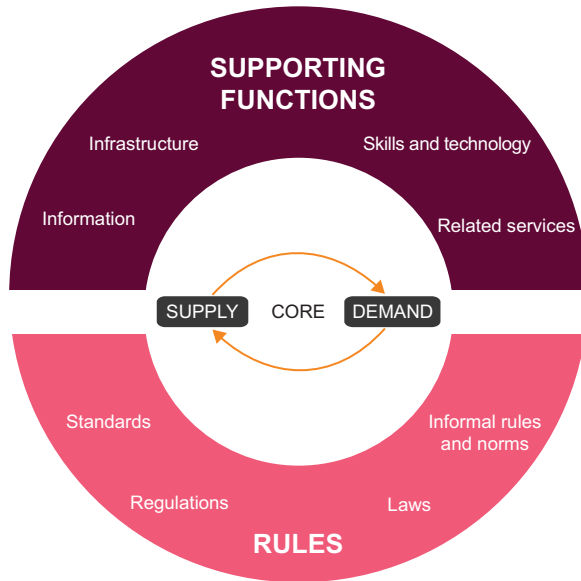 SUPPORTING
FUNCTIONS
Infrastructure
Skills and technology
Information
Related services
SUPPLY
CORE
DEMAND
Standards
Informal rules
and norms
Regulations
Laws
RULES